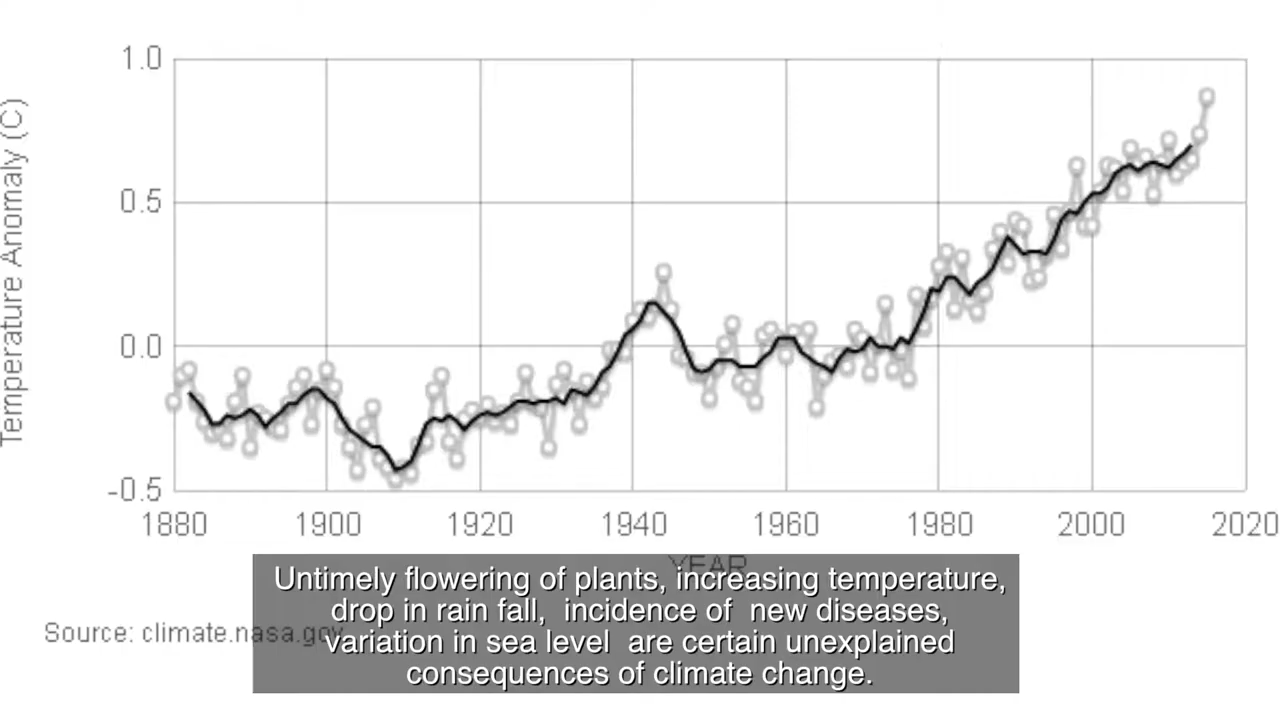 1.0
0.5
0.0
-0.5
Temperature Anomaly (C)
1880 1900 1920 1940 1960 1980 2000 2020
YEAR
Source: climate.nasa.gov
Untimely flowering of plants, increasing temperature,
drop in rain fall, incidence of new diseases,
variation in sea level are certain unexplained
consequences of climate change.